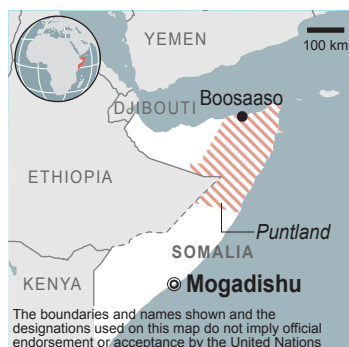 YEMEN
100 km
DJIBOUTI
Boosaaso
ETHIOPIA
Puntland
SOMALIA
KENYA
Mogadishu
The boundaries and names shown and the
designations used on this map do not imply official
endorsement or acceptance by the United Nations